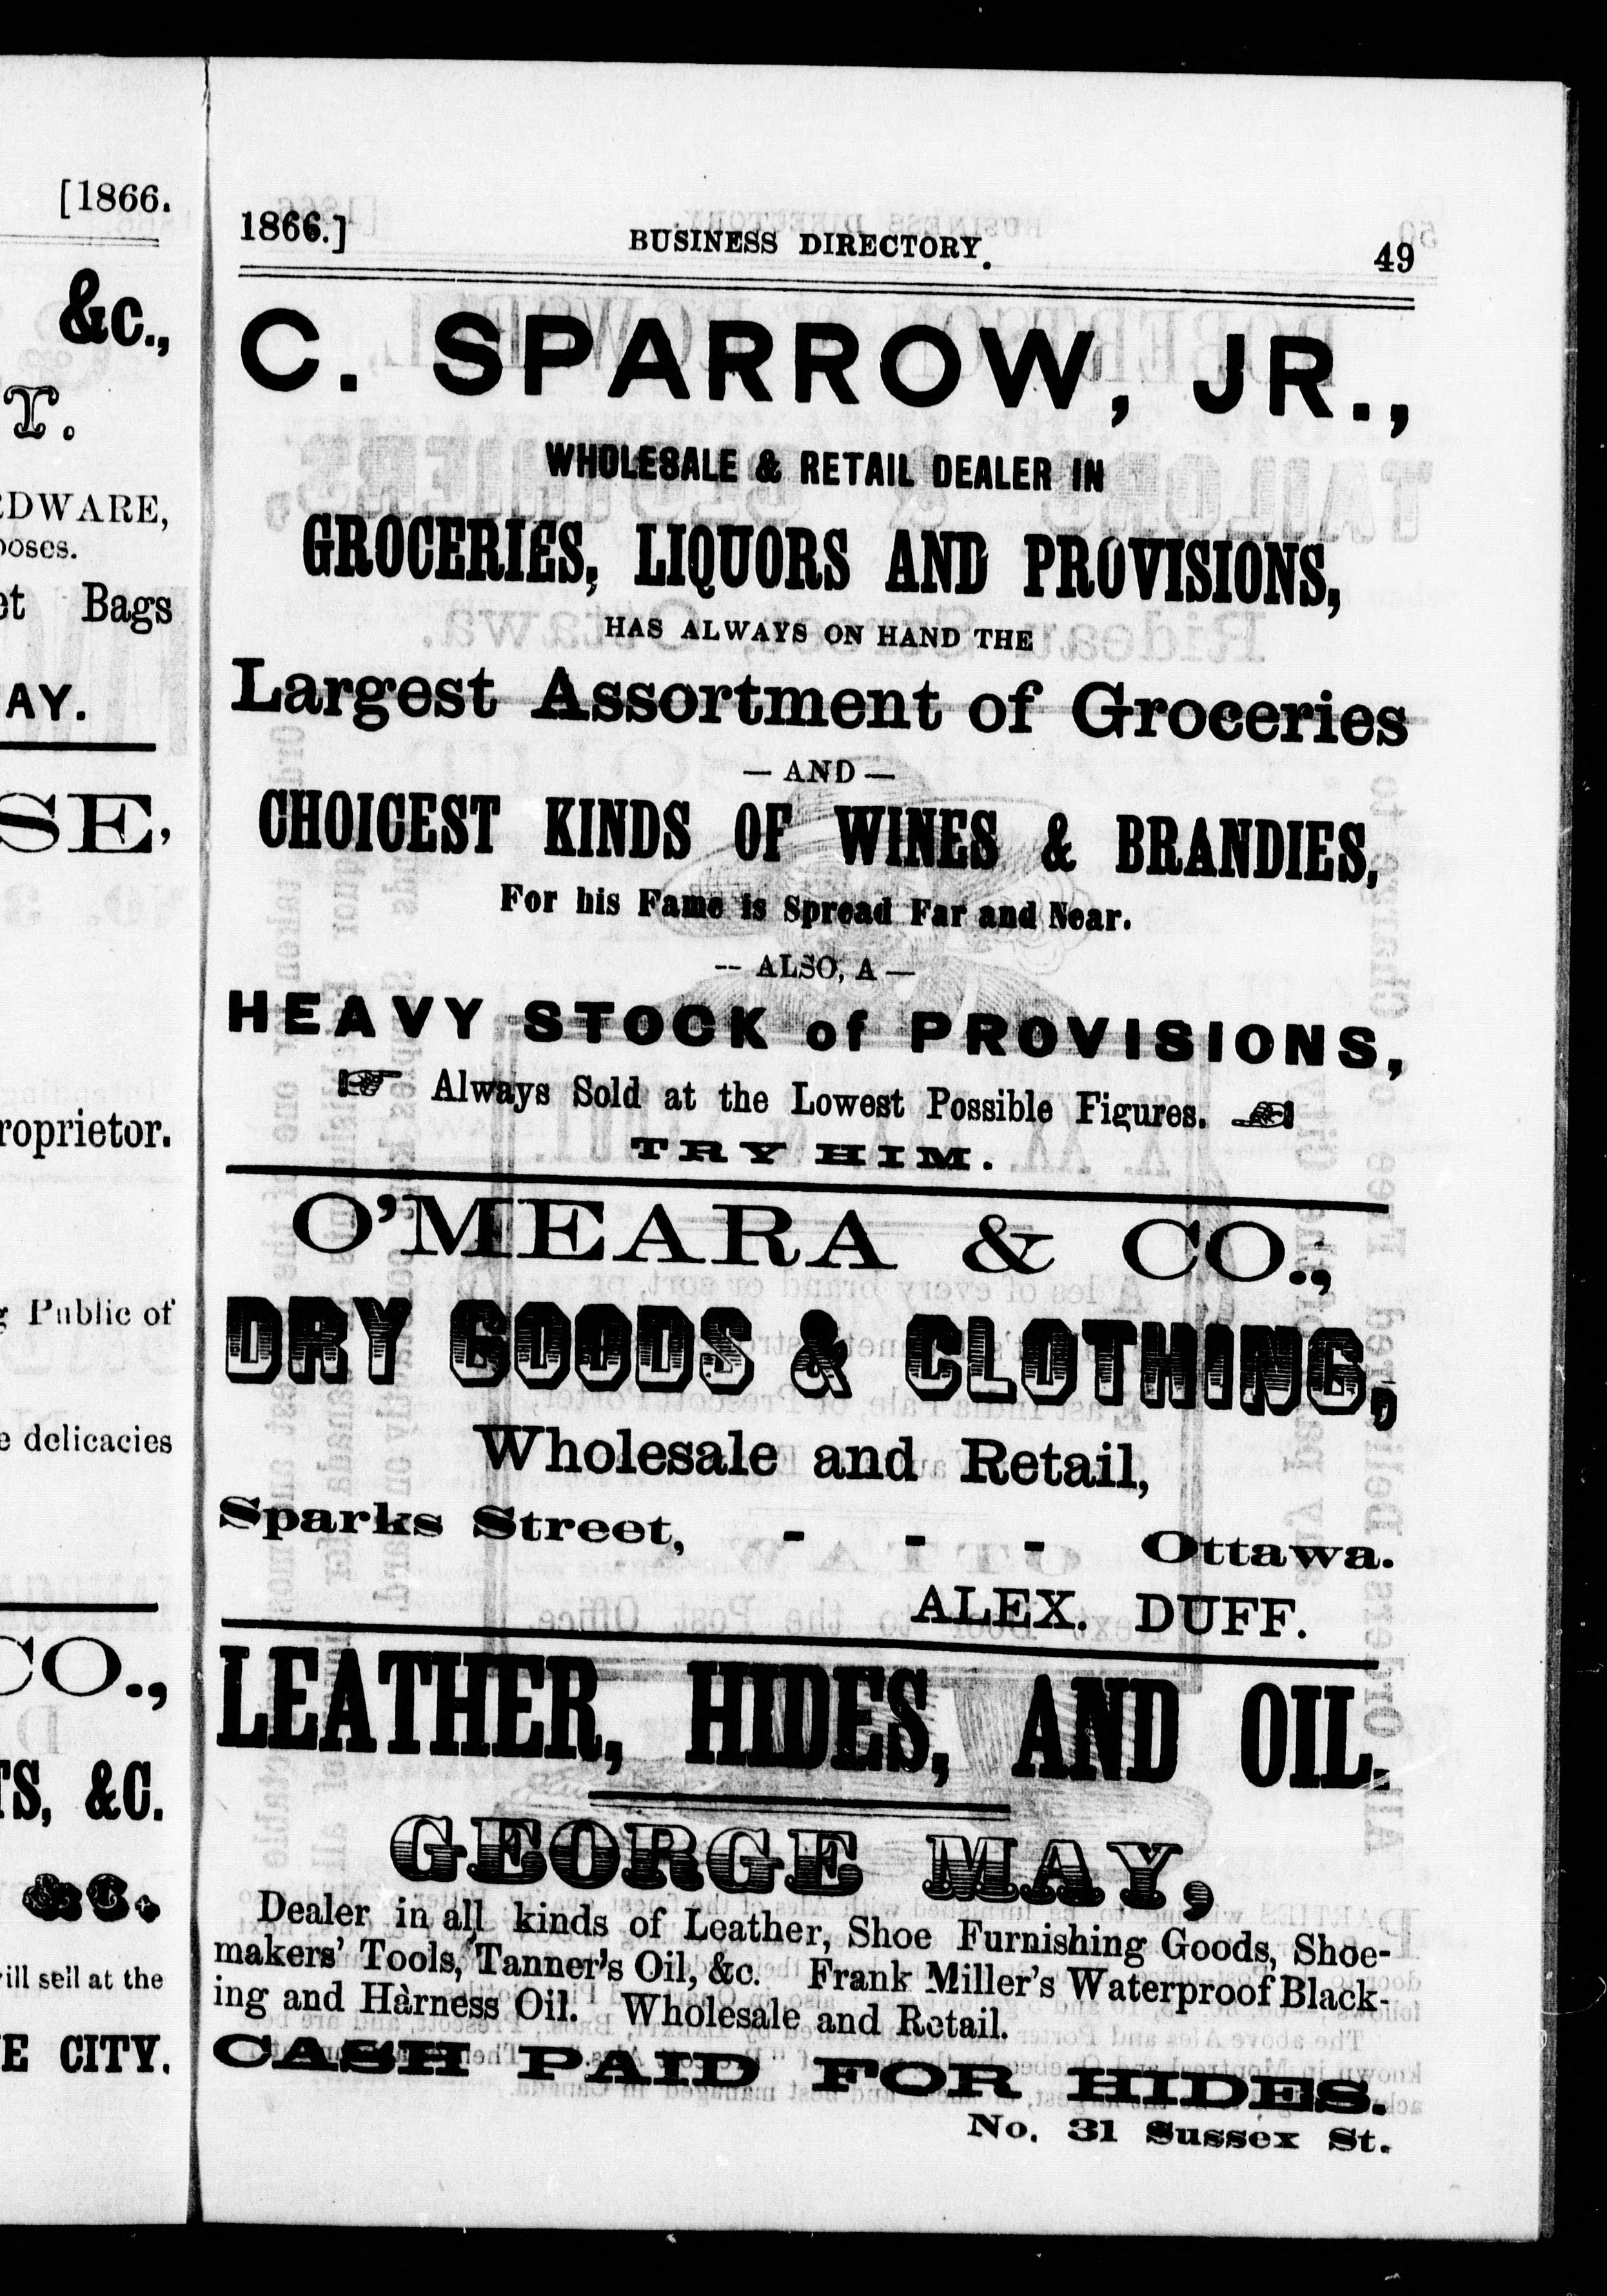 [1866.
&c.,
T.
DWARE,
poses.
et Bags
AY.
SE,
roprietor.
Public of
e delicacies
CO.,
TS, &C.
&c.
ill sell at the
E CITY.
1866.] BUSINESS DIRECTORY. 49
C. SPARROW, JR.,
WHOLESALE & RETAIL DEALER IN
GROCERIES, LIQUORS AND PROVISIONS,
HAS ALWAYS ON HAND THE
Largest Assortment of Groceries
— AND —
CHOICEST KINDS OF WINES & BRANDIES,
For his Fame is Spread Far and Near.
-- ALSO, A —
HEAVY STOCK of PROVISIONS,
☞ Always Sold at the Lowest Possible Figures. ☜
TRY HIM.
O'MEARA & CO.,
DRY GOODS & CLOTHING,
Wholesale and Retail,
Sparks Street, - - - Ottawa.
ALEX. DUFF.
LEATHER, HIDES, AND OIL.
GEORGE MAY,
Dealer in all kinds of Leather, Shoe Furnishing Goods, Shoe-
makers' Tools, Tanner's Oil, &c. Frank Miller's Waterproof Black-
ing and Harness Oil. Wholesale and Retail.
CASH PAID FOR HIDES.
No. 31 Sussex St.